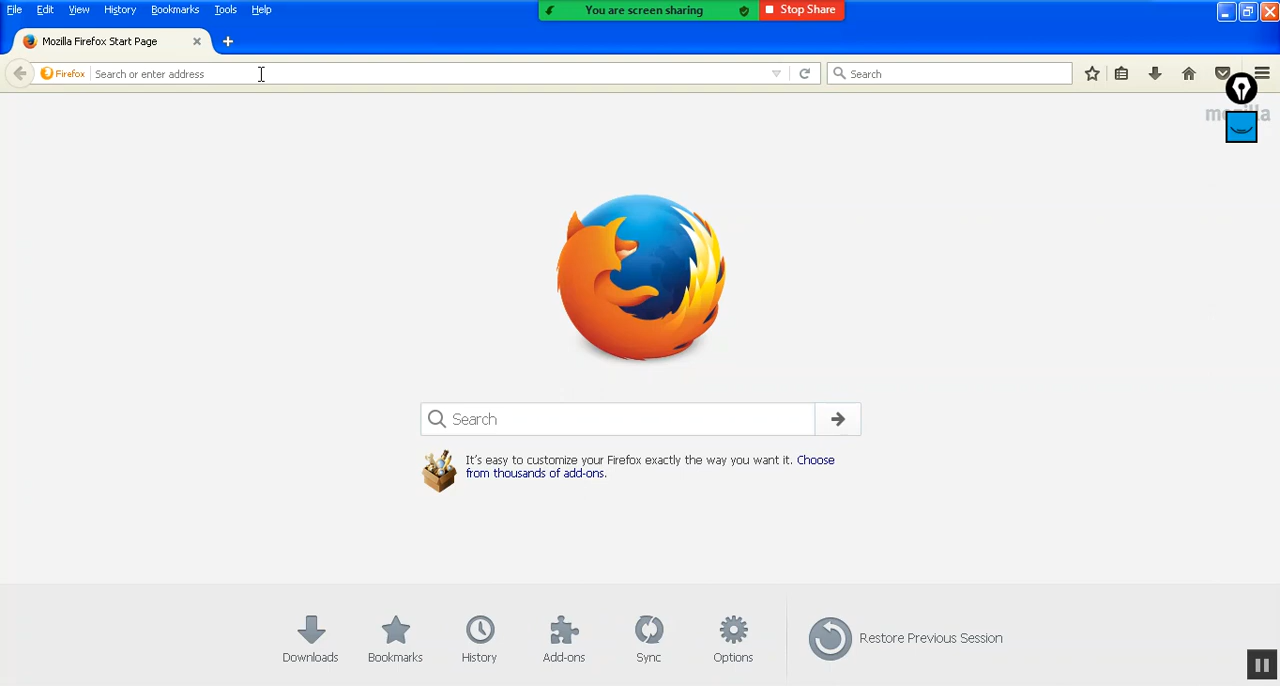 File Edit View History Bookmarks Tools Help
You are screen sharing
Stop Share
Mozilla Firefox Start Page
Firefox
Search or enter address
Search
mozilla
Search
It's easy to customize your Firefox exactly the way you want it. Choose
from thousands of add-ons.
Downloads
Bookmarks
History
Add-ons
Sync
Options
Restore Previous Session